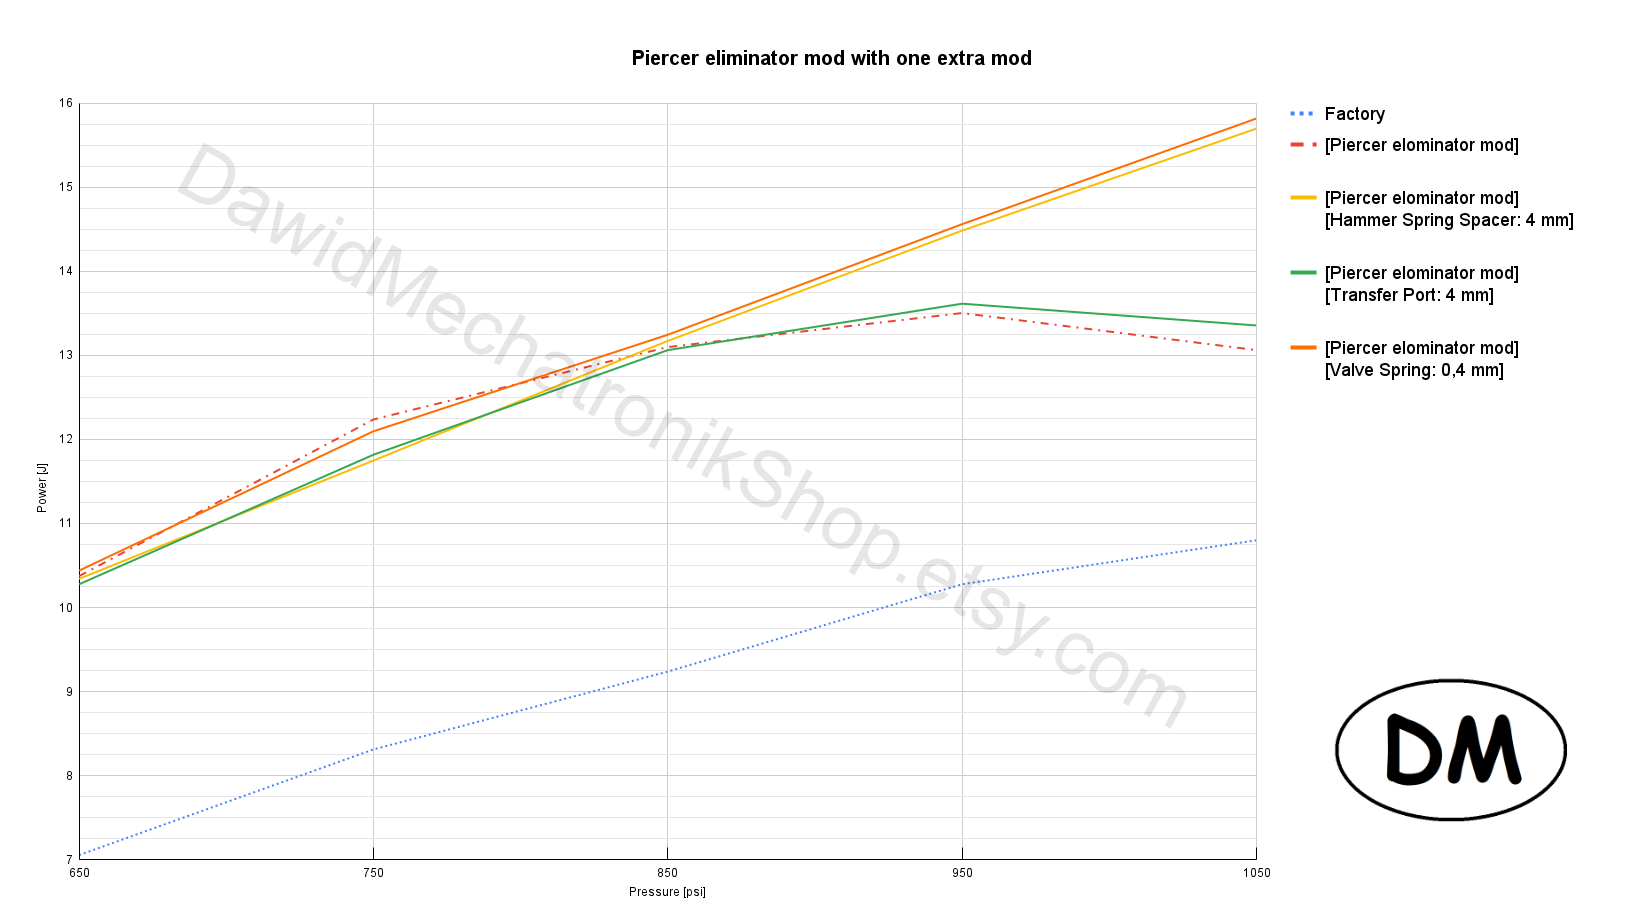 Piercer eliminator mod with one extra mod
16
15
14
13
12
11
10
9
8
7
Power [J]
650
750
850
950
1050
Pressure [psi]
Factory
[Piercer elominator mod]
[Piercer elominator mod]
[Hammer Spring Spacer: 4 mm]
[Piercer elominator mod]
[Transfer Port: 4 mm]
[Piercer elominator mod]
[Valve Spring: 0,4 mm]
DawidMechatronikShop.etsy.com
DM